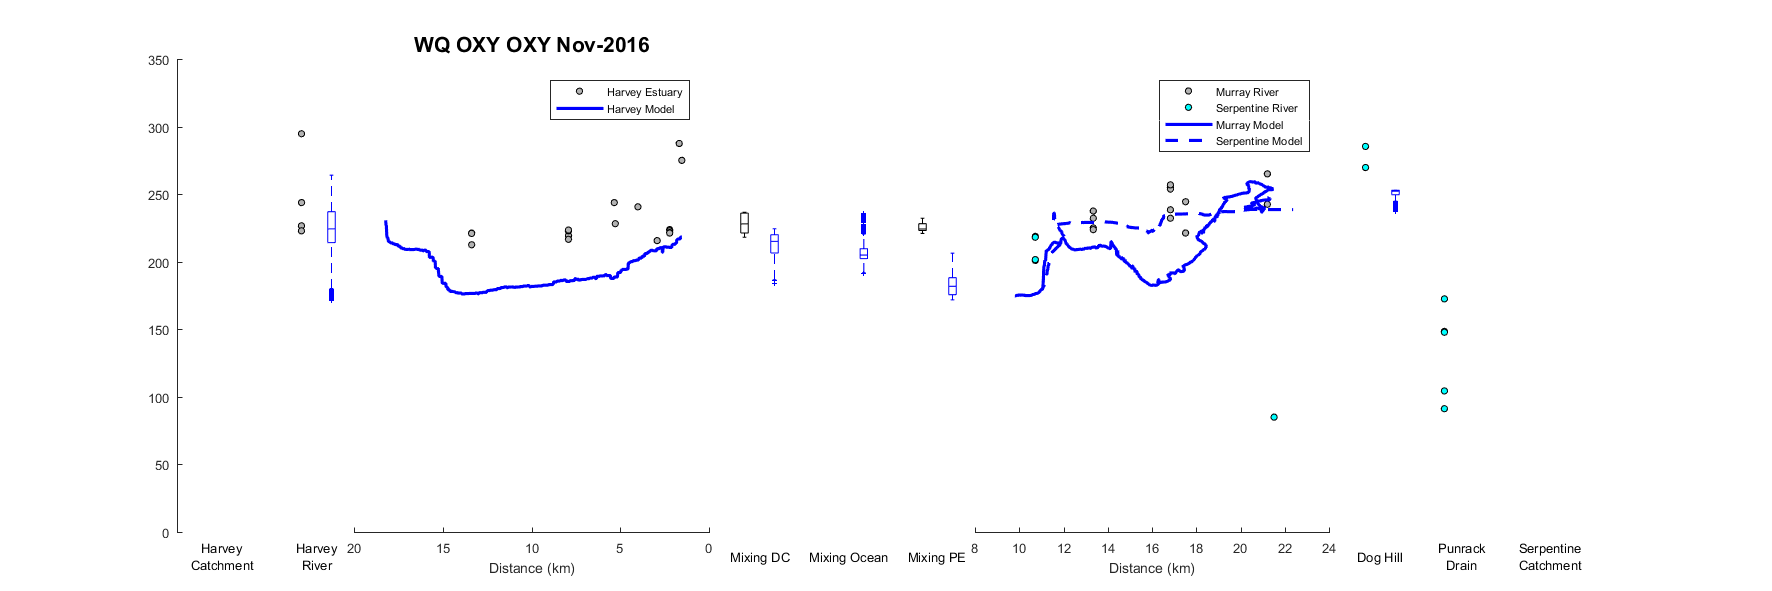 WQ OXY OXY Nov-2016
350
300
250
200
150
100
50
0
Harvey Estuary
Harvey Model
Murray River
Serpentine River
Murray Model
Serpentine Model
Harvey
Catchment
Harvey
River
20 15 10 5 0
Distance (km)
Mixing DC
Mixing Ocean
Mixing PE
8 10 12 14 16 18 20 22 24
Distance (km)
Dog Hill
Punrack
Drain
Serpentine
Catchment